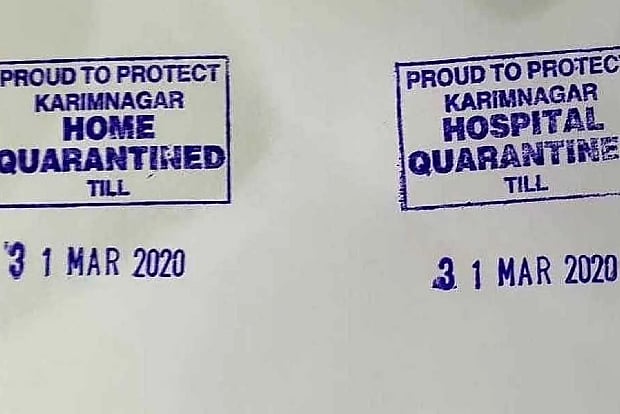 PROUD TO PROTECT
KARIMNAGAR
HOME
QUARANTINED
TILL
31 MAR 2020
PROUD TO PROTECT
KARIMNAGAR
HOSPITAL
QUARANTINE
TILL
31 MAR 2020